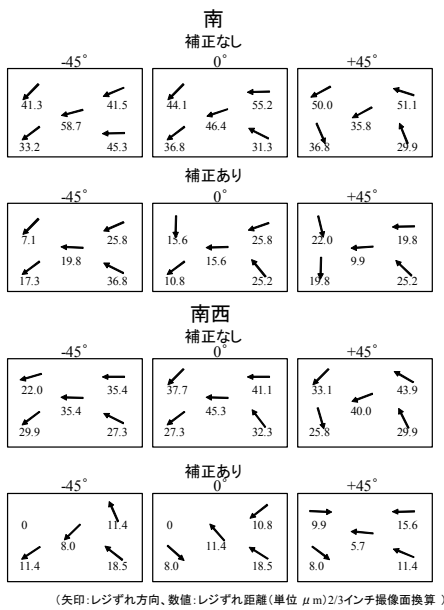 南
補正なし
-45° 0° +45°
41.3 41.5 44.1 55.2 50.0 51.1
58.7 46.4 35.8
33.2 45.3 36.8 31.3 36.8 29.9
補正あり
-45° 0° +45°
7.1 25.8 15.6 25.8 22.0 19.8
19.8 15.6 9.9
17.3 36.8 10.8 25.2 19.8 25.2
南西
補正なし
-45° 0° +45°
22.0 35.4 37.7 41.1 33.1 43.9
35.4 45.3 40.0
29.9 27.3 27.3 32.3 25.8 29.9
補正あり
-45° 0° +45°
0 11.4 0 10.8 9.9 15.6
8.0 11.4 5.7
11.4 18.5 8.0 18.5 8.0 11.4
(矢印:レジずれ方向、数値:レジずれ距離(単位 μm)2/3インチ撮像面換算 )